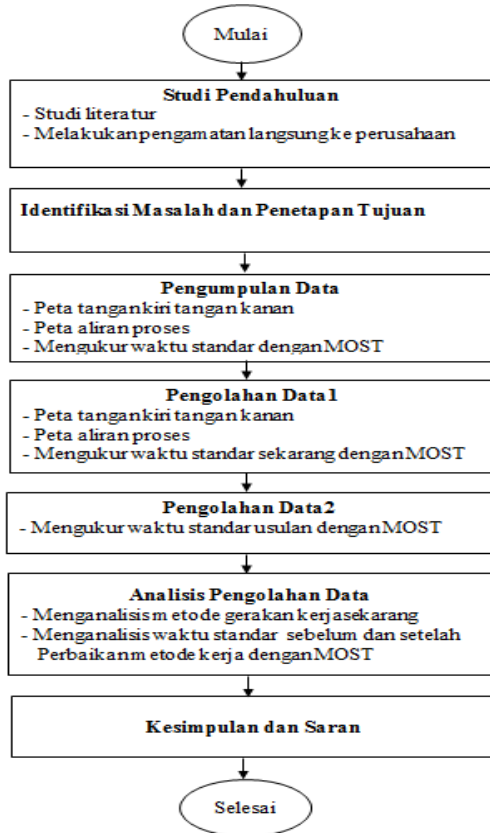 Mulai
Studi Pendahuluan
- Studi literatur
- Melakukan pengamatan langsung ke perusahaan
Identifikasi Masalah dan Penetapan Tujuan
Pengumpulan Data
- Peta tangan kiri tangan kanan
- Peta aliran proses
- Mengukur waktu standar dengan MOST
Pengolahan Data 1
- Peta tangan kiri tangan kanan
- Peta aliran proses
- Mengukur waktu standar sekarang dengan MOST
Pengolahan Data 2
- Mengukur waktu standar usulan dengan MOST
Analisis Pengolahan Data
- Menganalisis metode gerakan kerja sekarang
- Menganalisis waktu standar sebelum dan setelah
Perbaikan metode kerja dengan MOST
Kesimpulan dan Saran
Selesai